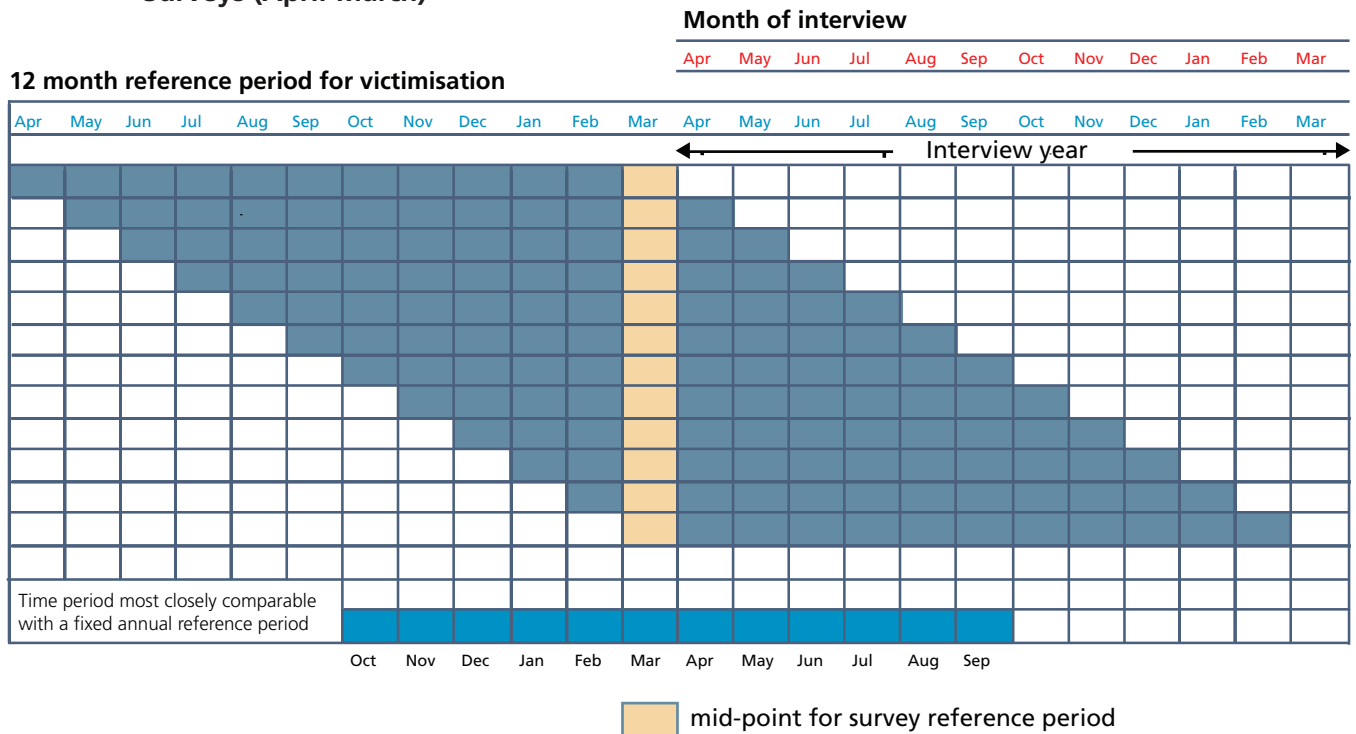 Surveys (April-March)
Month of interview
Apr May Jun Jul Aug Sep Oct Nov Dec Jan Feb Mar
12 month reference period for victimisation
Apr May Jun Jul Aug Sep Oct Nov Dec Jan Feb Mar Apr May Jun Jul Aug Sep Oct Nov Dec Jan Feb Mar
Interview year
Time period most closely comparable
with a fixed annual reference period
Oct Nov Dec Jan Feb Mar Apr May Jun Jul Aug Sep
mid-point for survey reference period